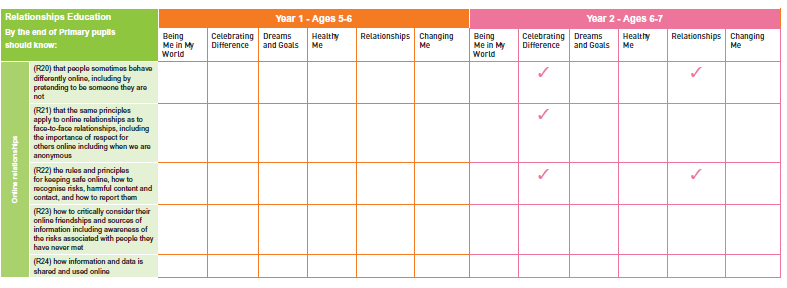 Relationships Education
By the end of Primary pupils
should know:
Year 1 - Ages 5-6
Year 2 - Ages 6-7
Being
Me in My
World
Celebrating
Difference
Dreams
and Goals
Healthy
Me
Relationships
Changing
Me
Being
Me in My
World
Celebrating
Difference
Dreams
and Goals
Healthy
Me
Relationships
Changing
Me
Online relationships
(R20) that people sometimes behave
differently online, including by
pretending to be someone they are
not
✓ ✓
(R21) that the same principles
apply to online relationships as to
face-to-face relationships, including
the importance of respect for
others online including when we are
anonymous
✓
(R22) the rules and principles
for keeping safe online, how to
recognise risks, harmful content and
contact, and how to report them
✓ ✓
(R23) how to critically consider their
online friendships and sources of
information including awareness of
the risks associated with people they
have never met
(R24) how information and data is
shared and used online